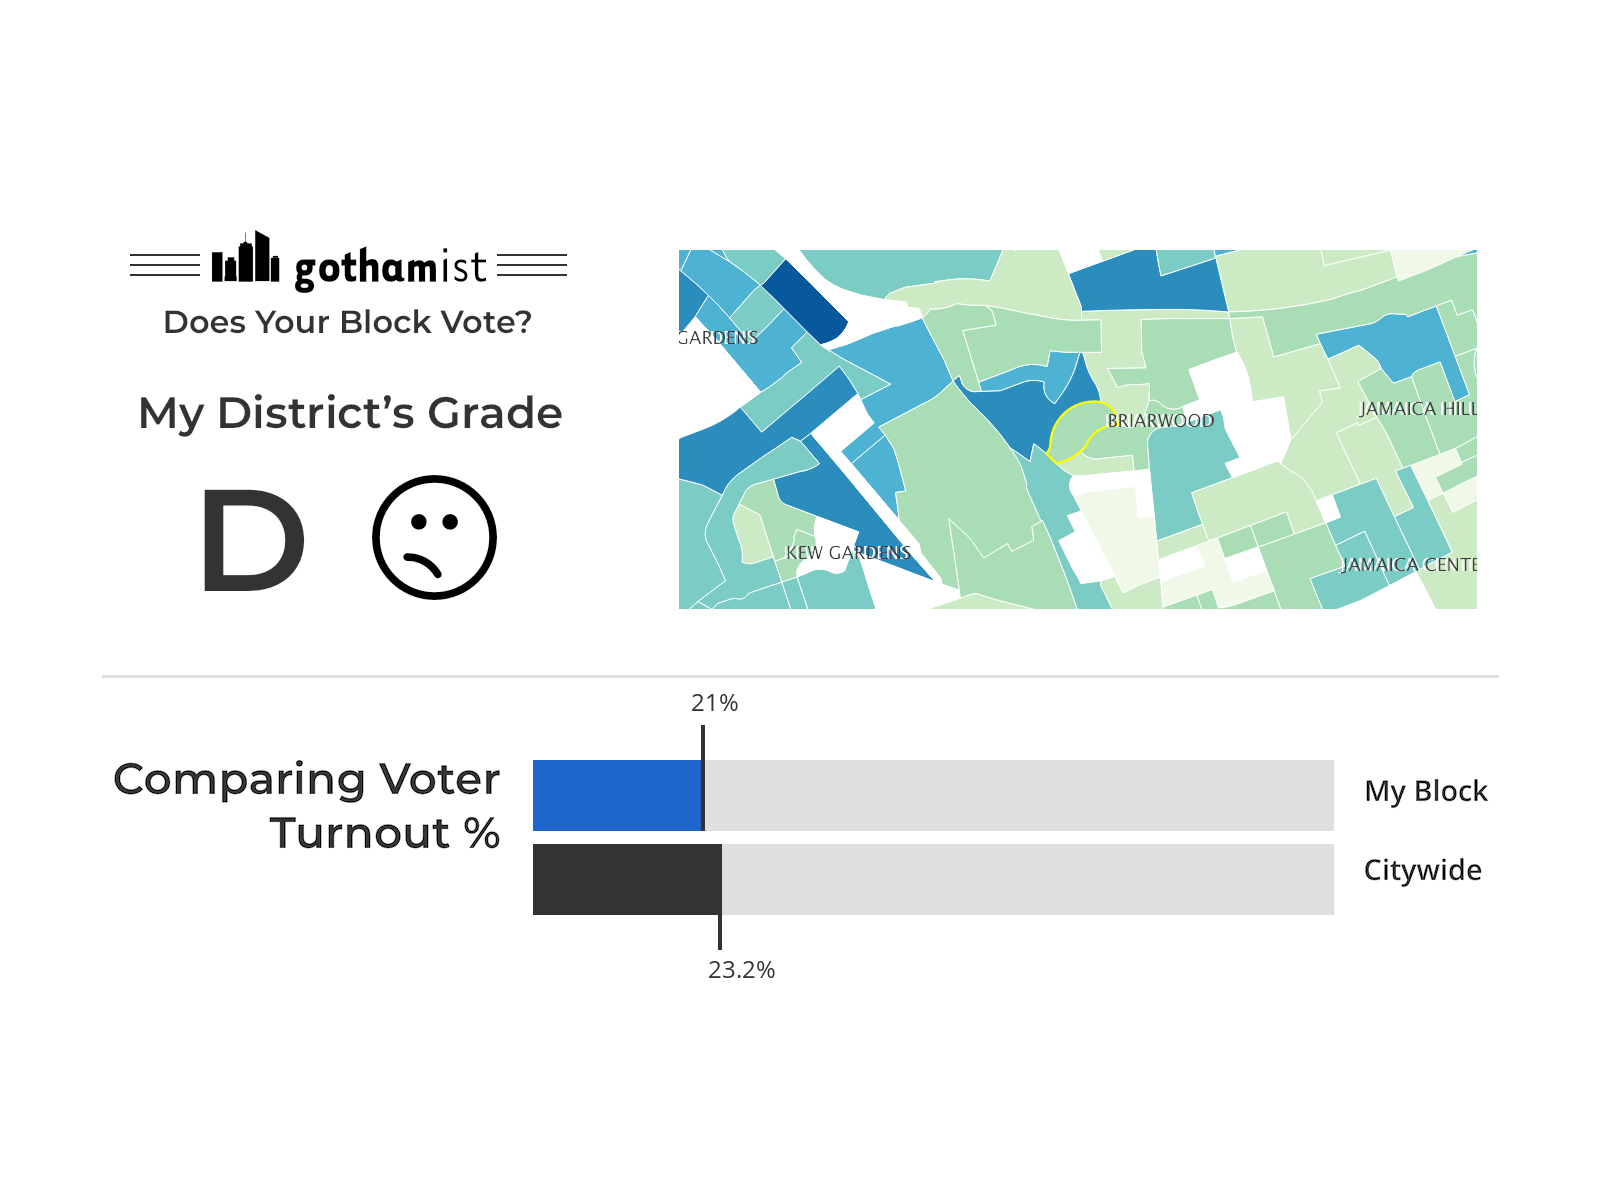 gothamist
Does Your Block Vote?
My District's Grade
D
GARDENS
BRIARWOOD
JAMAICA HILL
KEW GARDENS
JAMAICA CENTE
21%
Comparing Voter
Turnout %
My Block
Citywide
23.2%